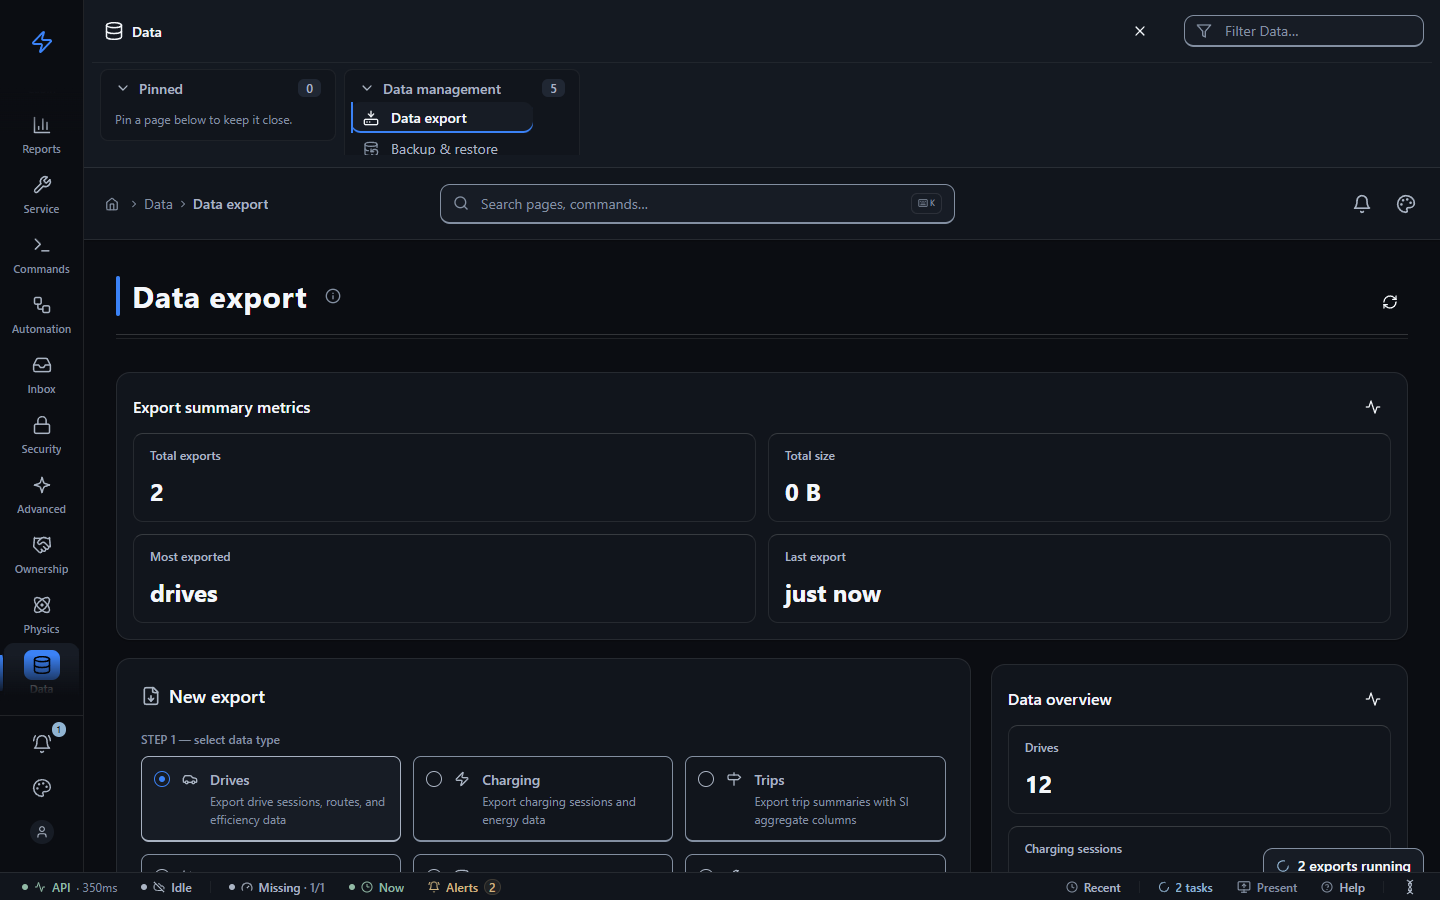 Data
Filter Data...
Pinned
0
Pin a page below to keep it close.
Data management
5
Data export
Backup & restore
Data
Data export
Search pages, commands...
K
Reports
Service
Commands
Automation
Inbox
Security
Advanced
Ownership
Physics
Data
1
Data export
Export summary metrics
Total exports
2
Total size
0 B
Most exported
drives
Last export
just now
New export
STEP 1 — select data type
Drives
Export drive sessions, routes, and
efficiency data
Charging
Export charging sessions and
energy data
Trips
Export trip summaries with SI
aggregate columns
Data overview
Drives
12
Charging sessions
2 exports running
API · 350ms
Idle
Missing · 1/1
Now
Alerts 2
Recent
2 tasks
Present
Help